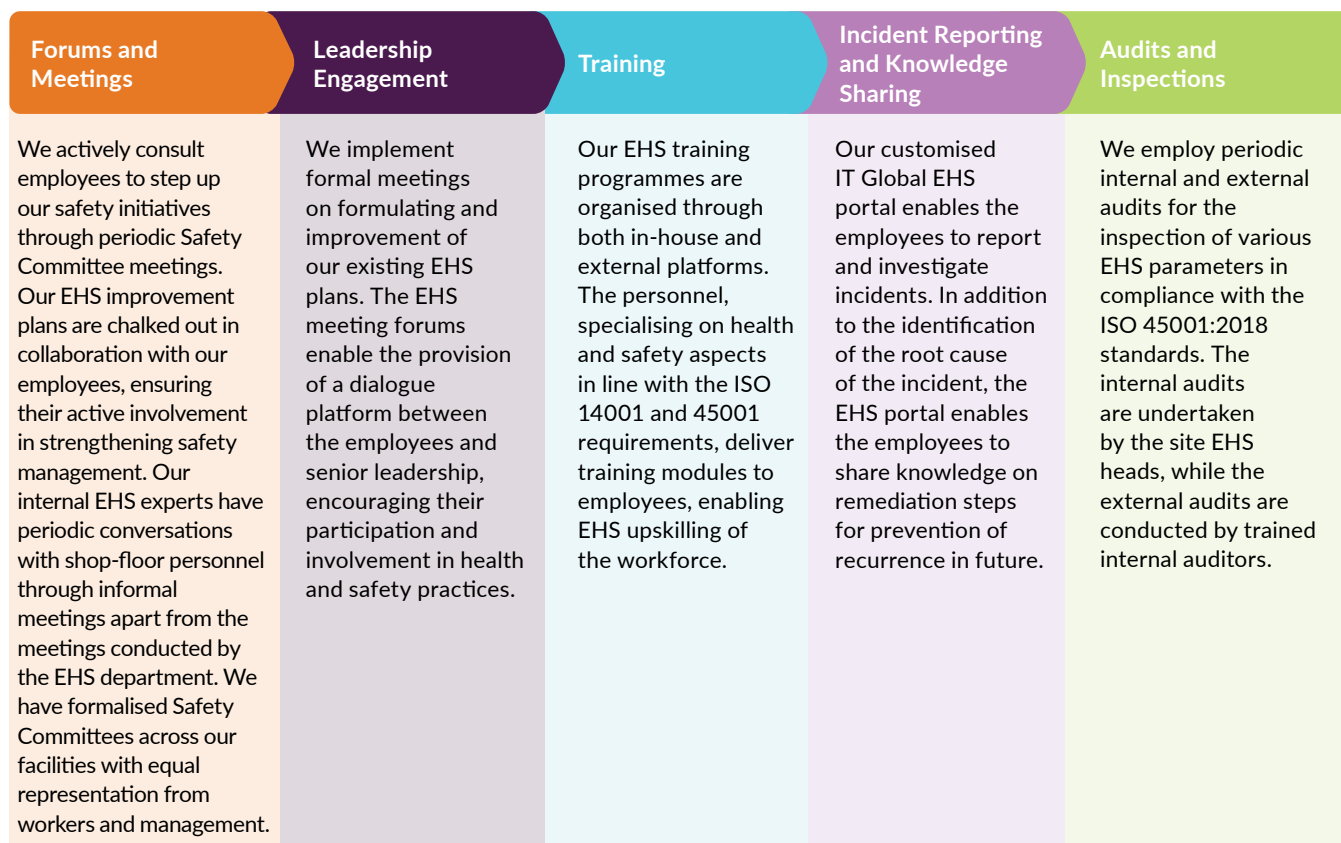 Forums and
Meetings
We actively consult
employees to step up
our safety initiatives
through periodic Safety
Committee meetings.
Our EHS improvement
plans are chalked out in
collaboration with our
employees, ensuring
their active involvement
in strengthening safety
management. Our
internal EHS experts have
periodic conversations
with shop-floor personnel
through informal
meetings apart from the
meetings conducted by
the EHS department. We
have formalised Safety
Committees across our
facilities with equal
representation from
workers and management.
Leadership
Engagement
We implement
formal meetings
on formulating and
improvement of
our existing EHS
plans. The EHS
meeting forums
enable the provision
of a dialogue
platform between
the employees and
senior leadership,
encouraging their
participation and
involvement in health
and safety practices.
Training
Our EHS training
programmes are
organised through
both in-house and
external platforms.
The personnel,
specialising on health
and safety aspects
in line with the ISO
14001 and 45001
requirements, deliver
training modules to
employees, enabling
EHS upskilling of
the workforce.
Incident Reporting
and Knowledge
Sharing
Our customised
IT Global EHS
portal enables the
employees to report
and investigate
incidents. In addition
to the identification
of the root cause
of the incident, the
EHS portal enables
the employees to
share knowledge on
remediation steps
for prevention of
recurrence in future.
Audits and
Inspections
We employ periodic
internal and external
audits for the
inspection of various
EHS parameters in
compliance with the
ISO 45001:2018
standards. The
internal audits
are undertaken
by the site EHS
heads, while the
external audits are
conducted by trained
internal auditors.